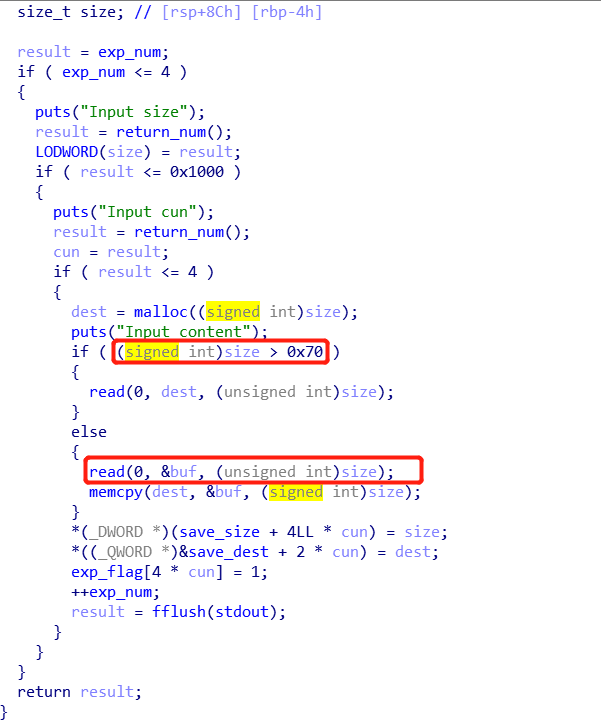 size_t size; // [rsp+8Ch] [rbp-4h]
result = exp_num;
if ( exp_num <= 4 )
{
puts("Input size");
result = return_num();
LODWORD(size) = result;
if ( result <= 0x1000 )
{
puts("Input cun");
result = return_num();
cun = result;
if ( result <= 4 )
{
dest = malloc((signed int)size);
puts("Input content");
if ( (signed int)size > 0x70 )
{
read(0, dest, (unsigned int)size);
}
else
{
read(0, &buf, (unsigned int)size);
memcpy(dest, &buf, (signed int)size);
}
*(_DWORD *)(save_size + 4LL * cun) = size;
*((_QWORD *)&save_dest + 2 * cun) = dest;
exp_flag[4 * cun] = 1;
++exp_num;
result = fflush(stdout);
}
}
}
return result;
}